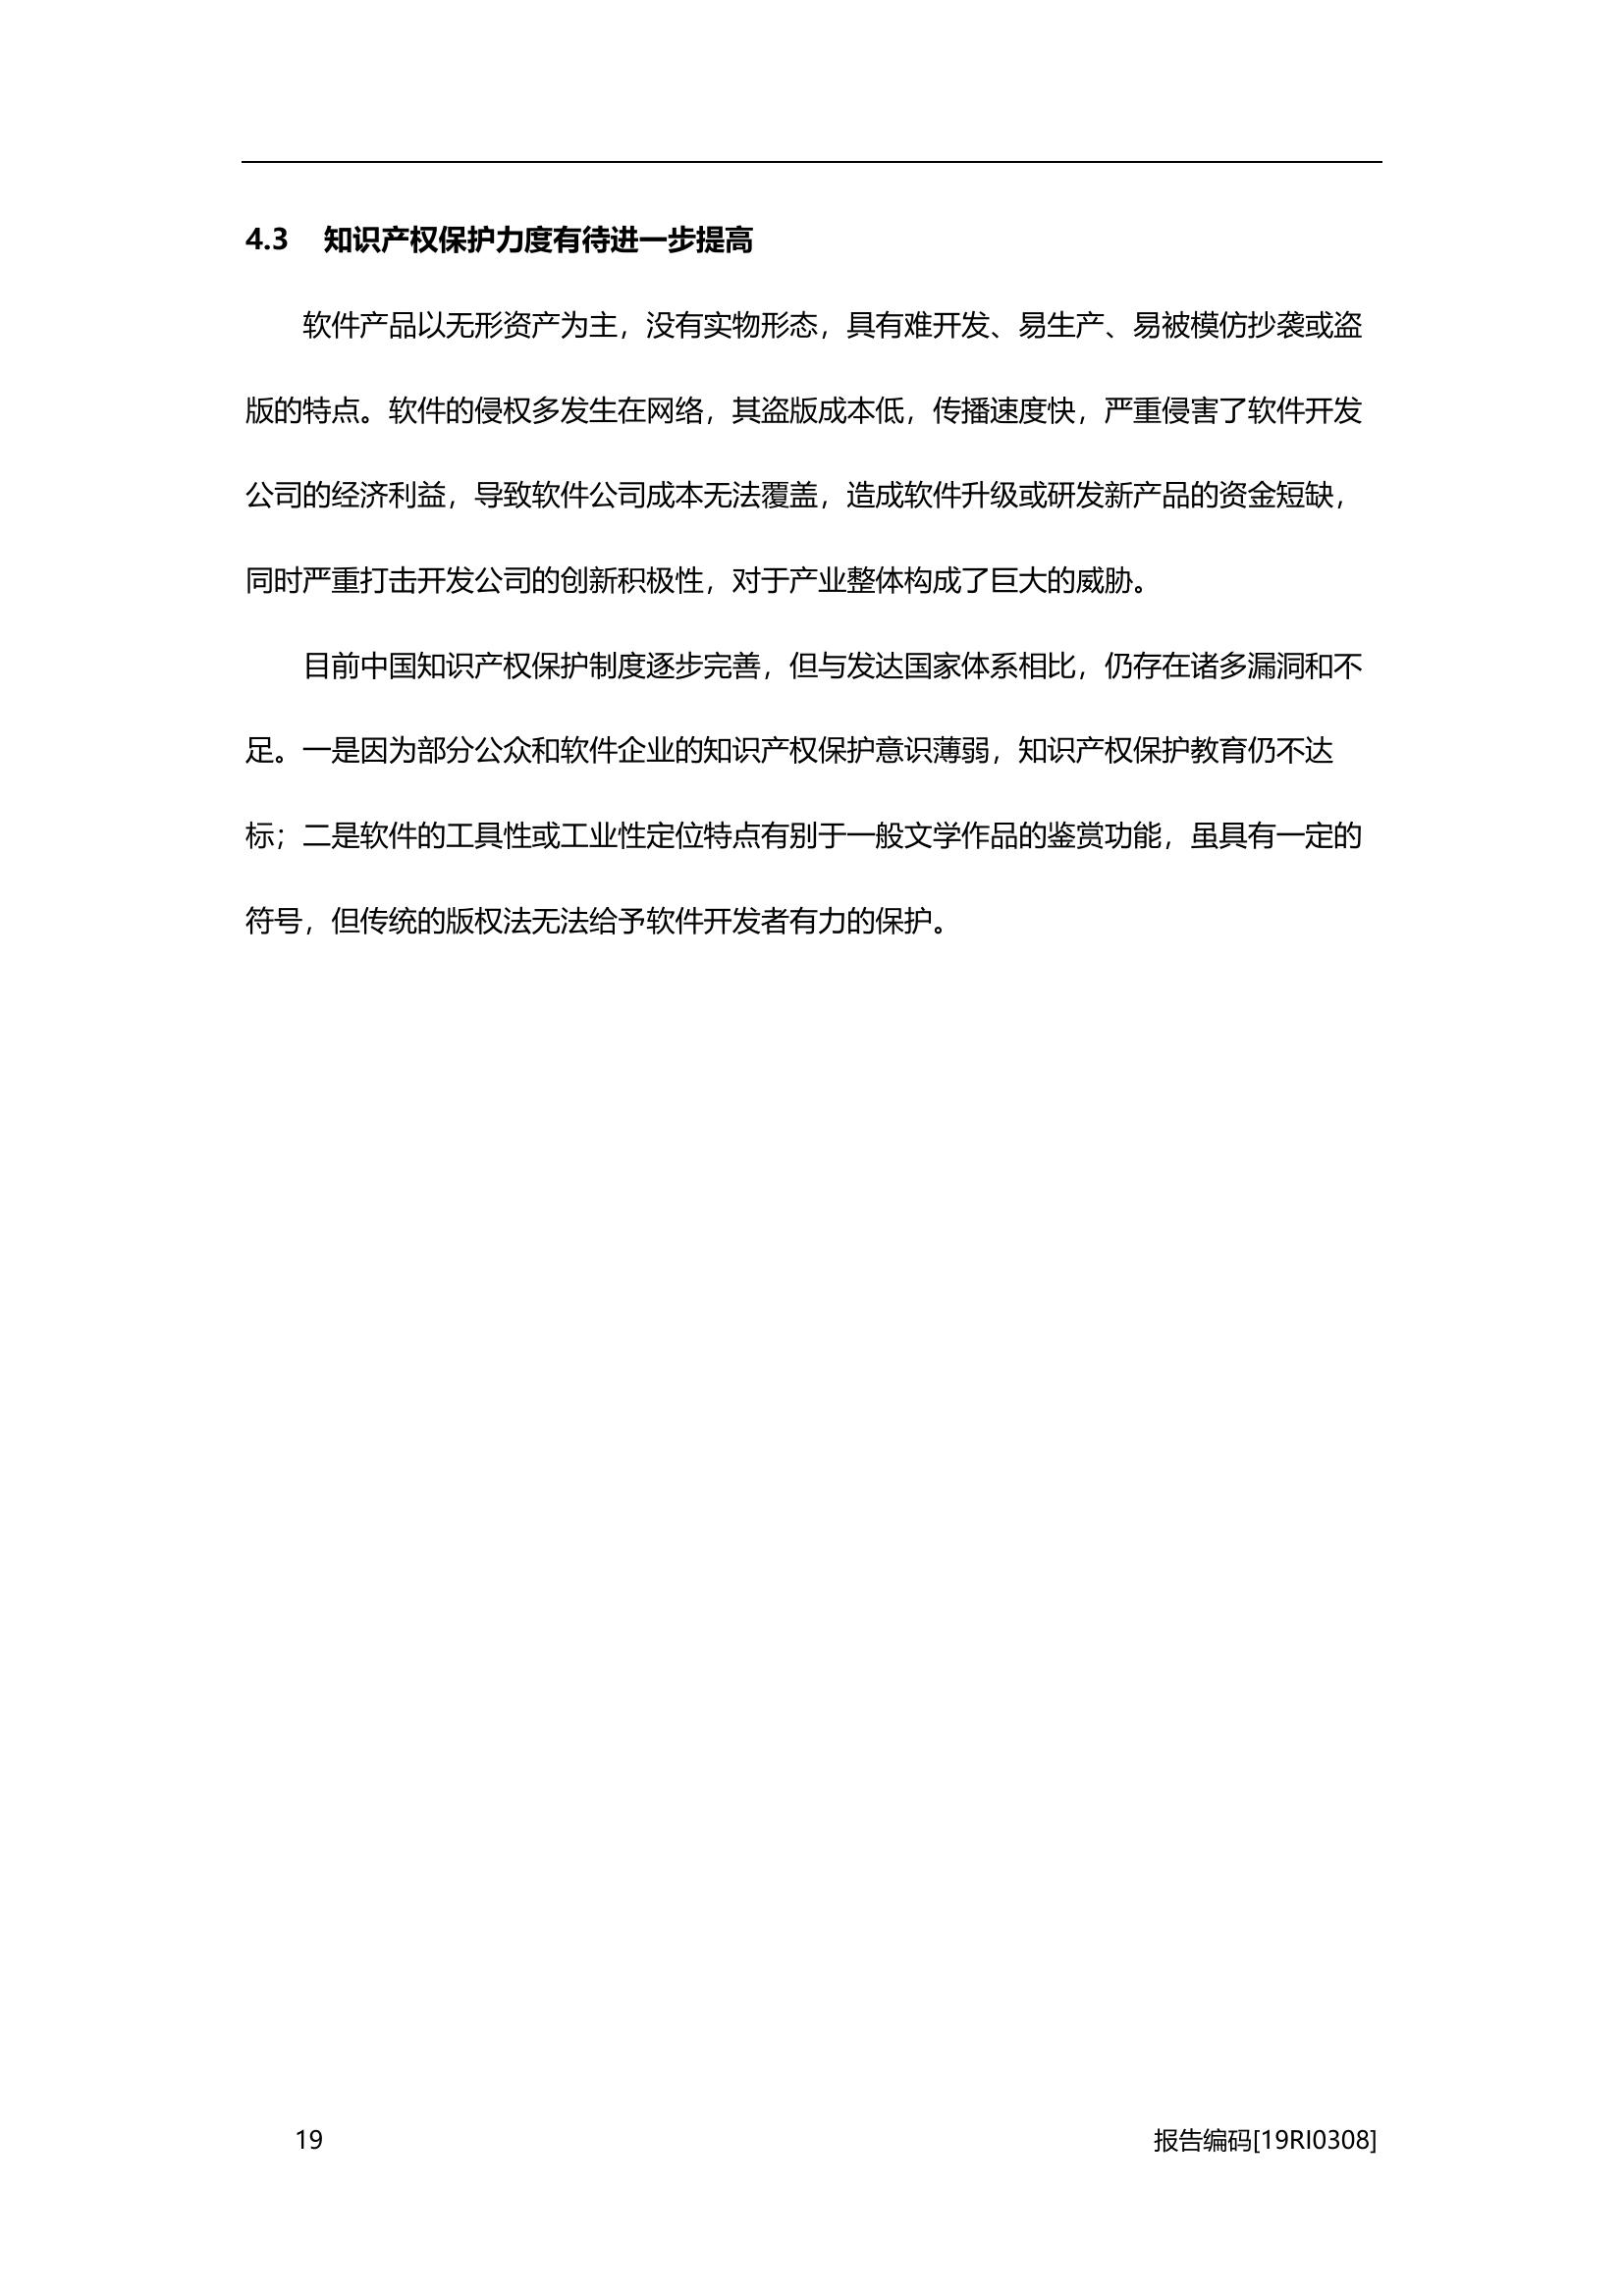 4.3 知识产权保护力度有待进一步提高
软件产品以无形资产为主，没有实物形态，具有难开发、易生产、易被模仿抄袭或盗
版的特点。软件的侵权多发生在网络，其盗版成本低，传播速度快，严重侵害了软件开发
公司的经济利益，导致软件公司成本无法覆盖，造成软件升级或研发新产品的资金短缺，
同时严重打击开发公司的创新积极性，对于产业整体构成了巨大的威胁。
目前中国知识产权保护制度逐步完善，但与发达国家体系相比，仍存在诸多漏洞和不
足。一是因为部分公众和软件企业的知识产权保护意识薄弱，知识产权保护教育仍不达
标；二是软件的工具性或工业性定位特点有别于一般文学作品的鉴赏功能，虽具有一定的
符号，但传统的版权法无法给予软件开发者有力的保护。
19 报告编码[19RI0308]